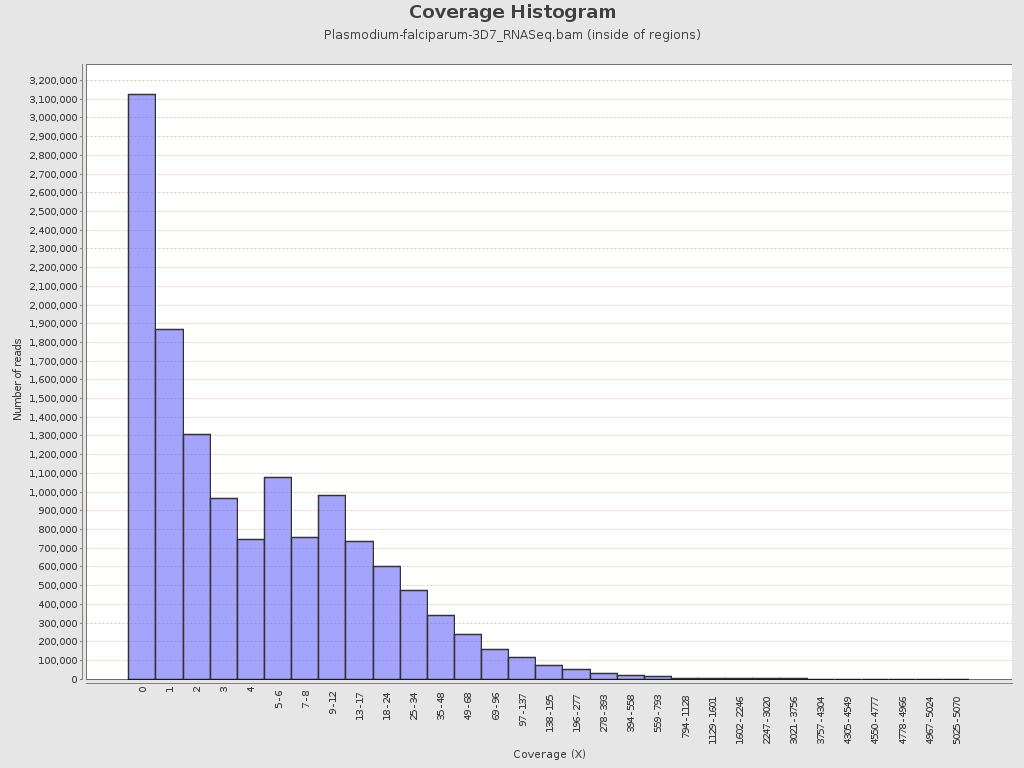 Coverage Histogram
Plasmodium-falciparum-3D7_RNASeq.bam (inside of regions)
Number of reads
3,200,000
3,100,000
3,000,000
2,900,000
2,800,000
2,700,000
2,600,000
2,500,000
2,400,000
2,300,000
2,200,000
2,100,000
2,000,000
1,900,000
1,800,000
1,700,000
1,600,000
1,500,000
1,400,000
1,300,000
1,200,000
1,100,000
1,000,000
900,000
800,000
700,000
600,000
500,000
400,000
300,000
200,000
100,000
0
0
1
2
3
4
5 - 6
7 - 8
9 - 12
13 - 17
18 - 24
25 - 34
35 - 48
49 - 68
69 - 96
97 - 137
138 - 195
196 - 277
278 - 393
394 - 558
559 - 793
794 - 1128
1129 - 1601
1602 - 2246
2247 - 3020
3021 - 3756
3757 - 4304
4305 - 4549
4550 - 4777
4778 - 4966
4967 - 5024
5025 - 5070
Coverage (X)